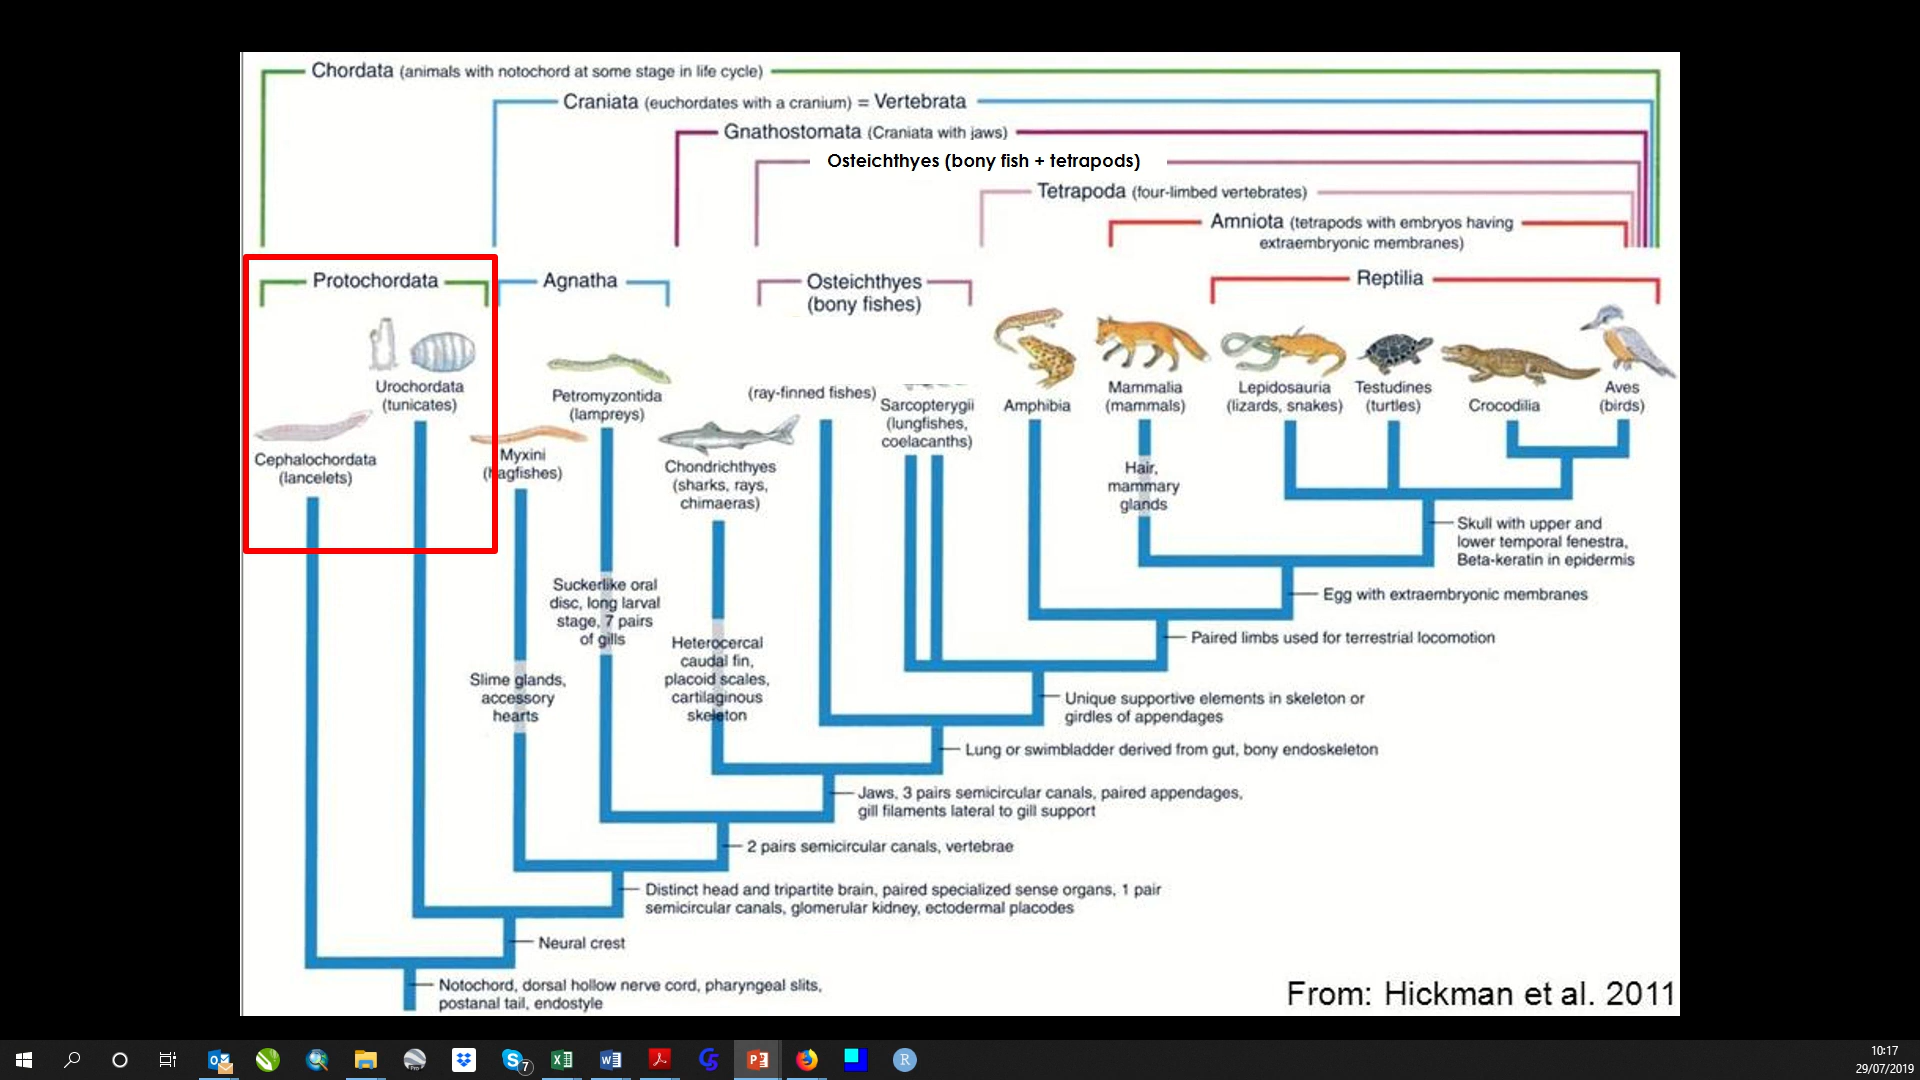 Chordata (animals with notochord at some stage in life cycle)
Craniata (euchordates with a cranium) = Vertebrata
Gnathostomata (Craniata with jaws)
Osteichthyes (bony fish + tetrapods)
Tetrapoda (four-limbed vertebrates)
Amniota (tetrapods with embryos having
extraembryonic membranes)
Protochordata
Agnatha
Osteichthyes
(bony fishes)
Reptilia
Urochordata
(tunicates)
Cephalochordata
(lancelets)
Petromyzontida
(lampreys)
Myxini
(hagfishes)
Chondrichthyes
(sharks, rays,
chimaeras)
(ray-finned fishes)
Sarcopterygii
(lungfishes,
coelacanths)
Amphibia
Mammalia
(mammals)
Lepidosauria
(lizards, snakes)
Testudines
(turtles)
Crocodilia
Aves
(birds)
Hair,
mammary
glands
Skull with upper and
lower temporal fenestra,
Beta-keratin in epidermis
Suckerlike oral
disc, long larval
stage, 7 pairs
of gills
Egg with extraembryonic membranes
Heterocercal
caudal fin,
placoid scales,
cartilaginous
skeleton
Paired limbs used for terrestrial locomotion
Slime glands,
accessory
hearts
Unique supportive elements in skeleton or
girdles of appendages
Lung or swimbladder derived from gut, bony endoskeleton
Jaws, 3 pairs semicircular canals, paired appendages,
gill filaments lateral to gill support
2 pairs semicircular canals, vertebrae
Distinct head and tripartite brain, paired specialized sense organs, 1 pair
semicircular canals, glomerular kidney, ectodermal placodes
Neural crest
Notochord, dorsal hollow nerve cord, pharyngeal slits,
postanal tail, endostyle
From: Hickman et al. 2011
7
10:17
29/07/2019